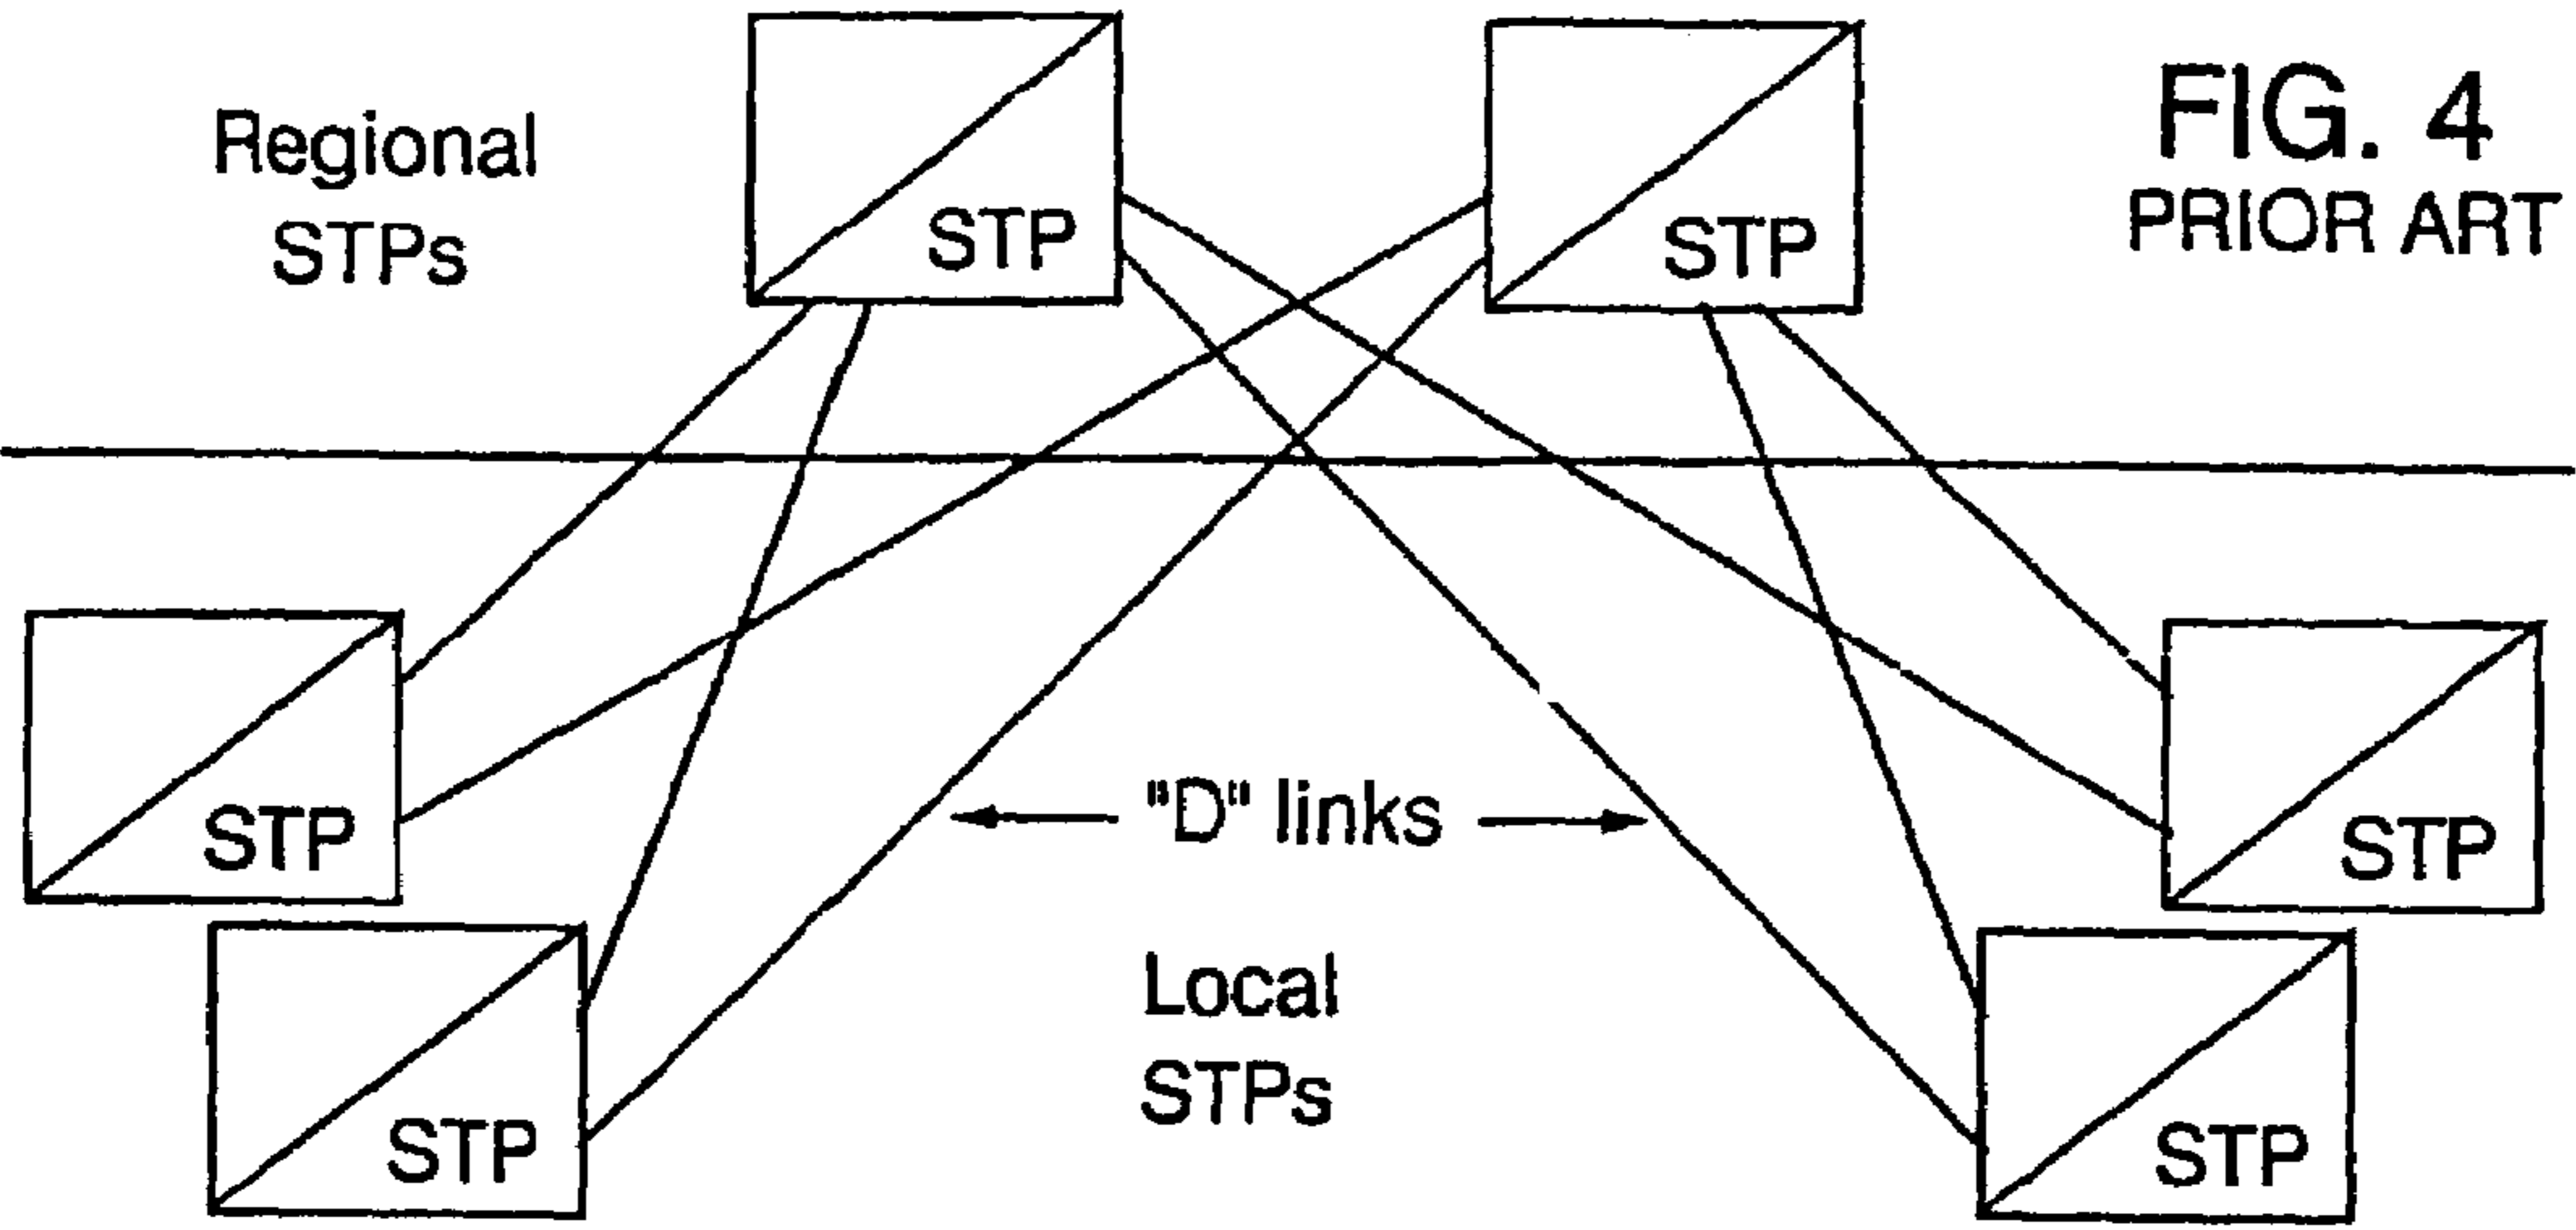 FIG. 4
PRIOR ART
Regional
STPs
STP
STP
STP
STP
"D" links
Local
STPs
STP
STP